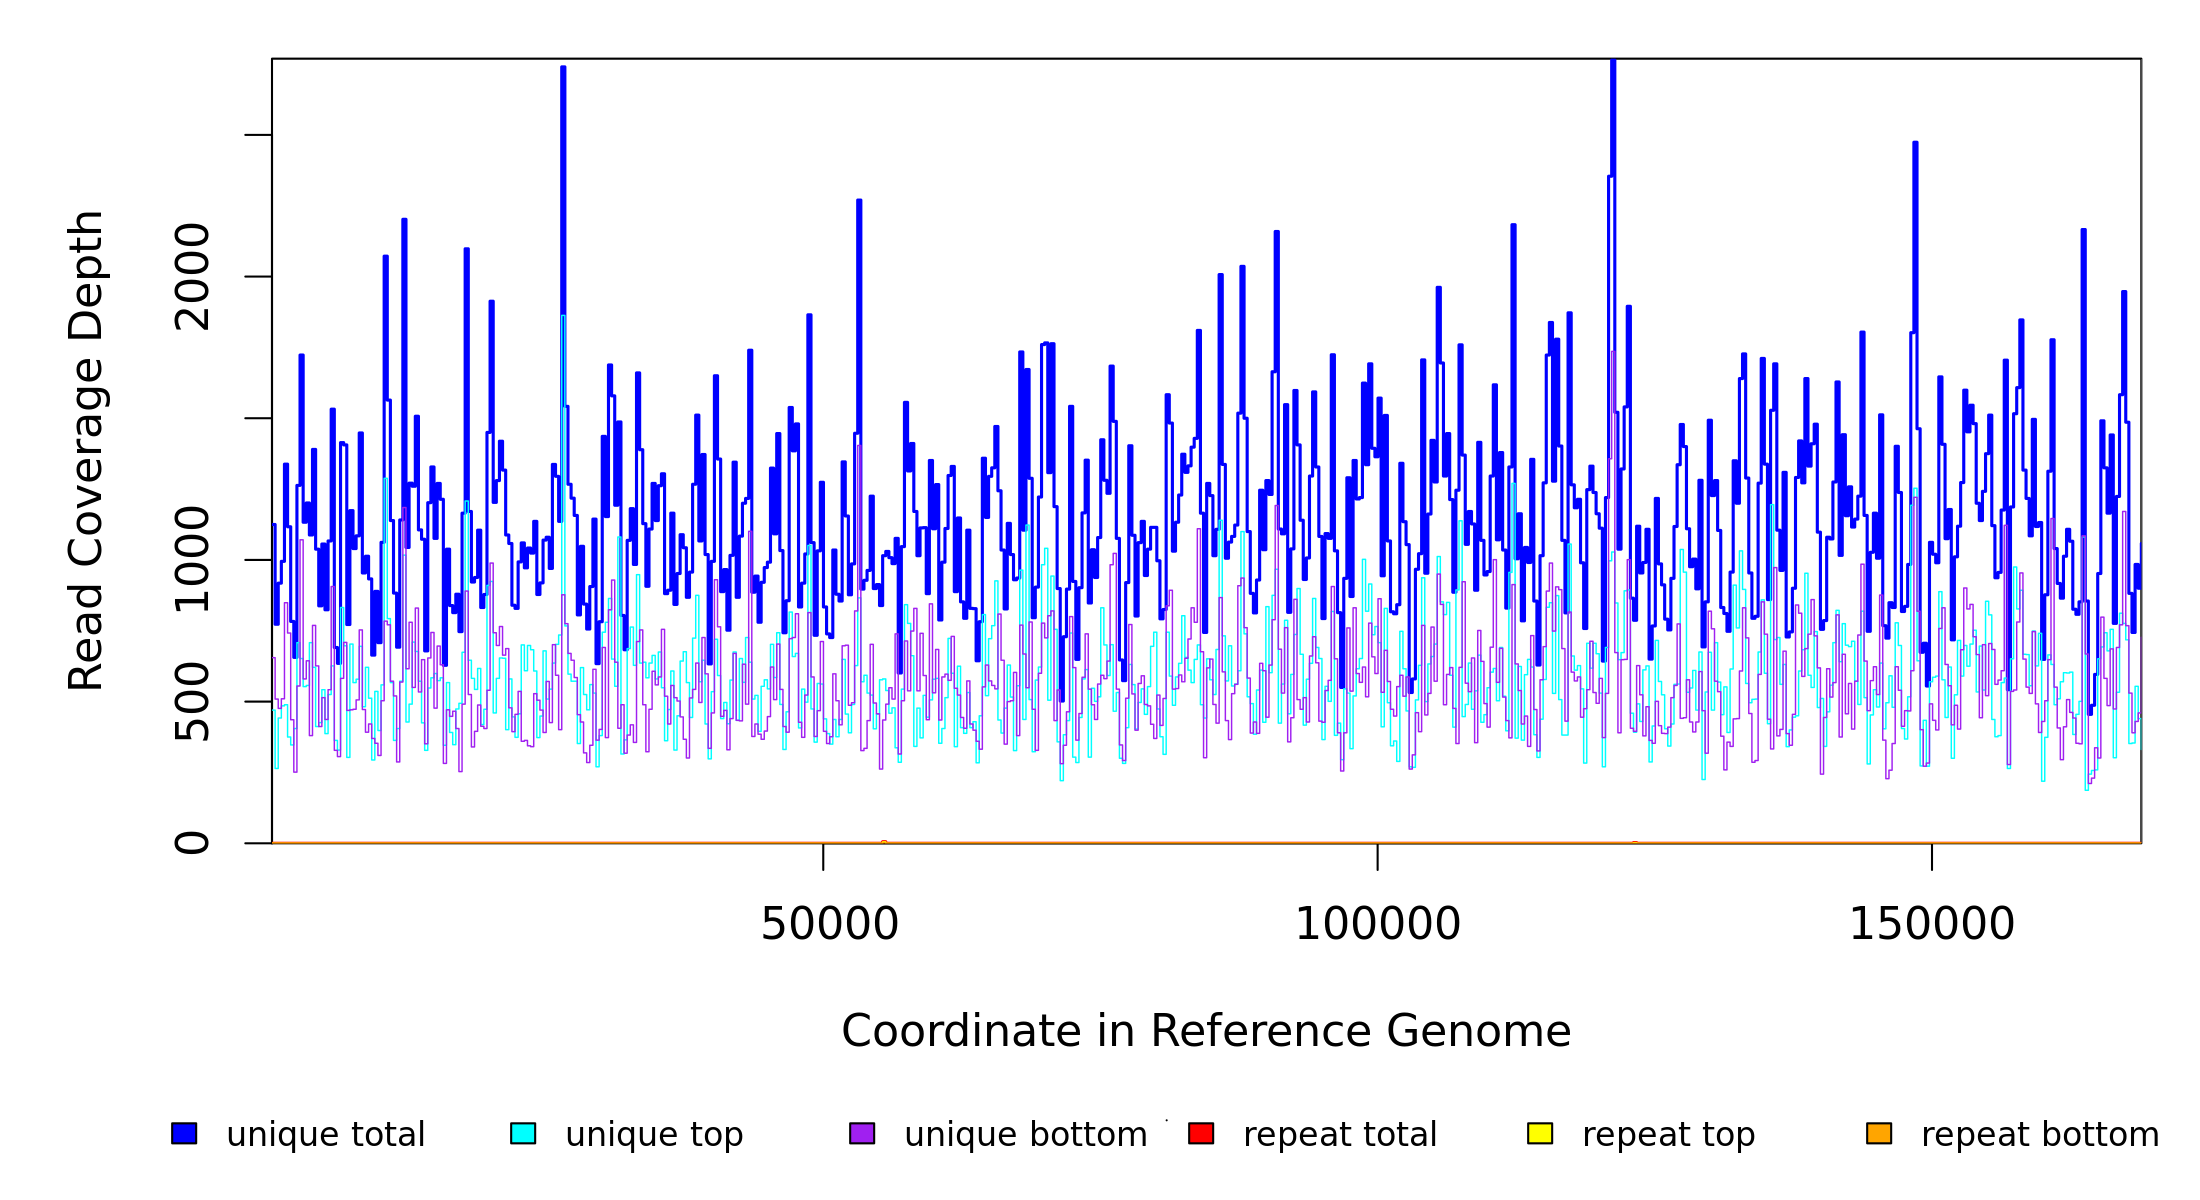 Read Coverage Depth
2000
1000
500
0
50000 100000 150000
Coordinate in Reference Genome
unique total unique top unique bottom repeat total repeat top repeat bottom